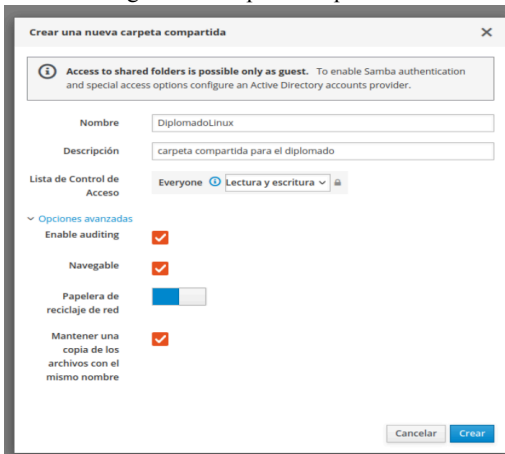 Crear una nueva carpeta compartida
Access to shared folders is possible only as guest. To enable Samba authentication
and special access options configure an Active Directory accounts provider.
Nombre DiplomadoLinux
Descripción carpeta compartida para el diplomado
Lista de Control de
Acceso
Everyone Lectura y escritura
Opciones avanzadas
Enable auditing
Navegable
Papelera de
reciclaje de red
Mantener una
copia de los
archivos con el
mismo nombre
Cancelar Crear